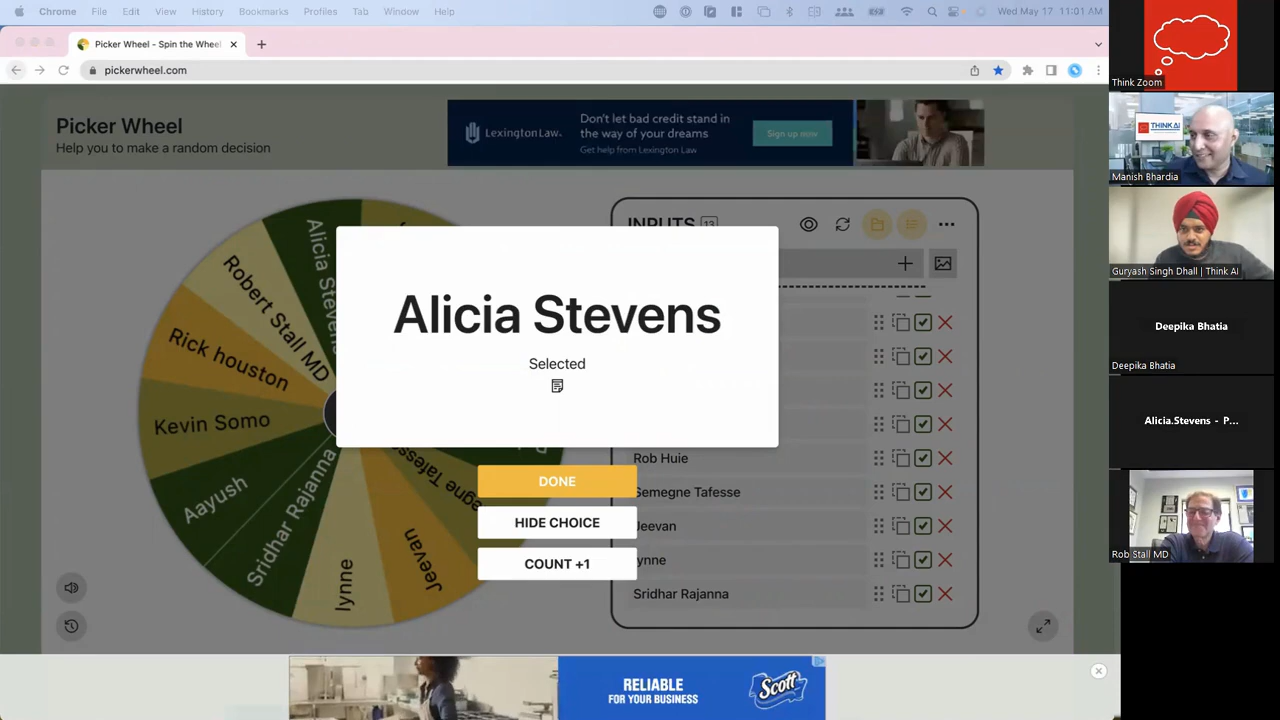 Chrome File Edit View History Bookmarks Profiles Tab Window Help Wed May 17 11:01 AM
Picker Wheel - Spin the Wheel
pickerwheel.com
Picker Wheel
Help you to make a random decision
LEXINGTON LAW.
Don't let bad credit stand in
the way of your dreams
Get help from Lexington Law
Sign up now
INPUTS 13
Alicia Stevens
Robert Stall MD
Rick houston
Kevin Somo
Aayush
Sridhar Rajanna
lynne
Jeevan
Alicia Stevens
Selected
DONE
HIDE CHOICE
COUNT +1
Rob Huie
Semegne Tafesse
Jeevan
lynne
Sridhar Rajanna
RELIABLE
FOR YOUR BUSINESS
Scott
Think Zoom
THINK AI
Manish Bhardia
Guryash Singh Dhall | Think AI
Deepika Bhatia
Deepika Bhatia
Alicia.Stevens - P...
Rob Stall MD